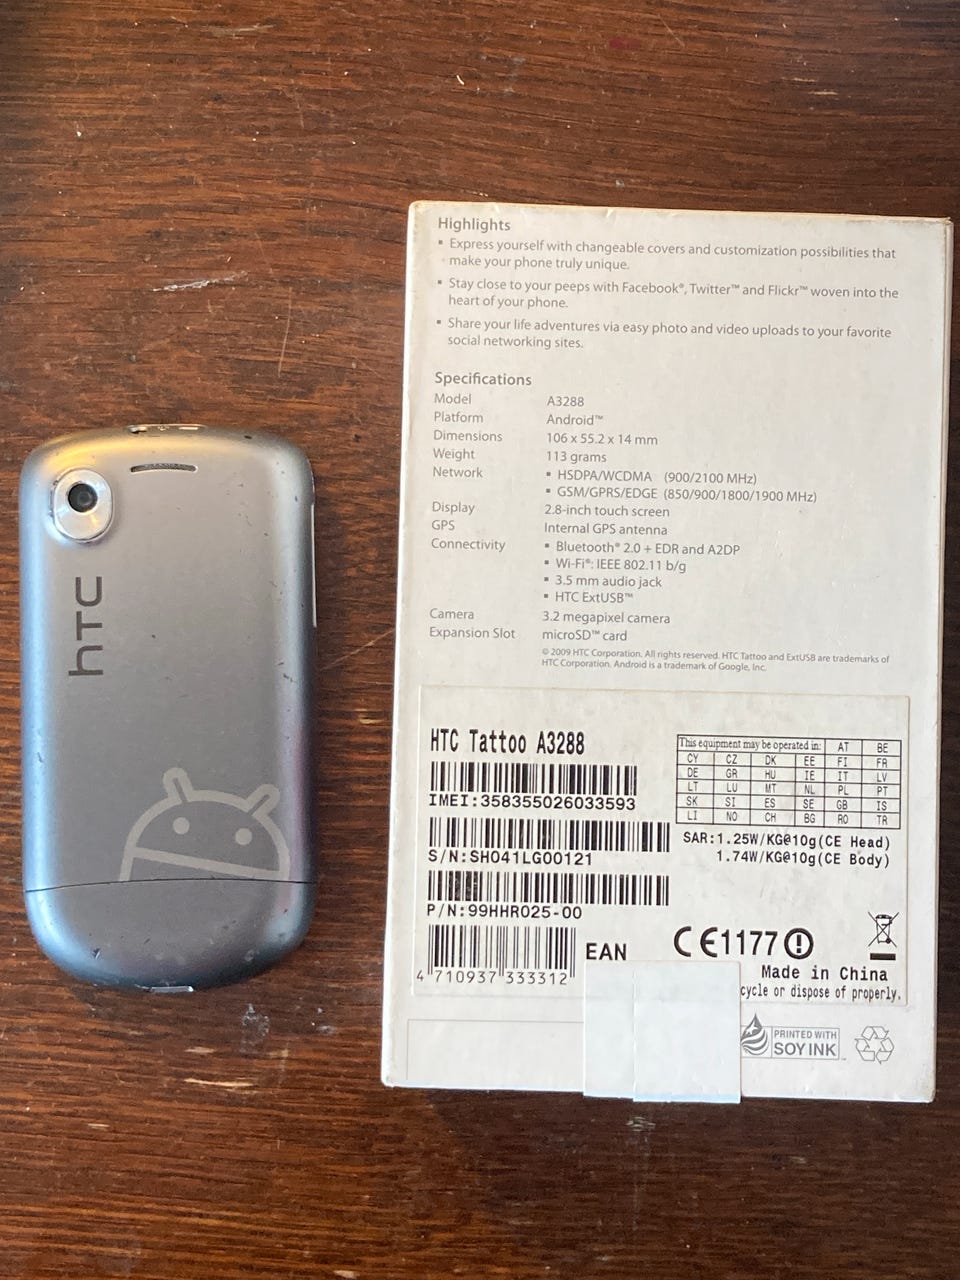 hTC
Highlights
▪ Express yourself with changeable covers and customization possibilities that
make your phone truly unique.
▪ Stay close to your peeps with Facebook®, Twitter™ and Flickr™ woven into the
heart of your phone.
▪ Share your life adventures via easy photo and video uploads to your favorite
social networking sites.
Specifications
Model A3288
Platform Android™
Dimensions 106 x 55.2 x 14 mm
Weight 113 grams
Network ▪ HSDPA/WCDMA (900/2100 MHz)
▪ GSM/GPRS/EDGE (850/900/1800/1900 MHz)
Display 2.8-inch touch screen
GPS Internal GPS antenna
Connectivity ▪ Bluetooth® 2.0 + EDR and A2DP
▪ Wi-Fi®: IEEE 802.11 b/g
▪ 3.5 mm audio jack
▪ HTC ExtUSB™
Camera 3.2 megapixel camera
Expansion Slot microSD™ card
© 2009 HTC Corporation. All rights reserved. HTC Tattoo and ExtUSB are trademarks of
HTC Corporation. Android is a trademark of Google, Inc.
HTC Tattoo A3288
IMEI:358355026033593
S/N:SH041LG00121
P/N:99HHR025-00
4 710937 333312
EAN
This equipment may be operated in: AT BE
CY CZ DK EE FI FR
DE GR HU IE IT LV
LT LU MT NL PL PT
SK SI ES SE GB IS
LI NO CH BG RO TR
SAR:1.25W/KG@10g(CE Head)
1.74W/KG@10g(CE Body)
CE1177
Made in China
cycle or dispose of properly.
PRINTED WITH
SOY INK™